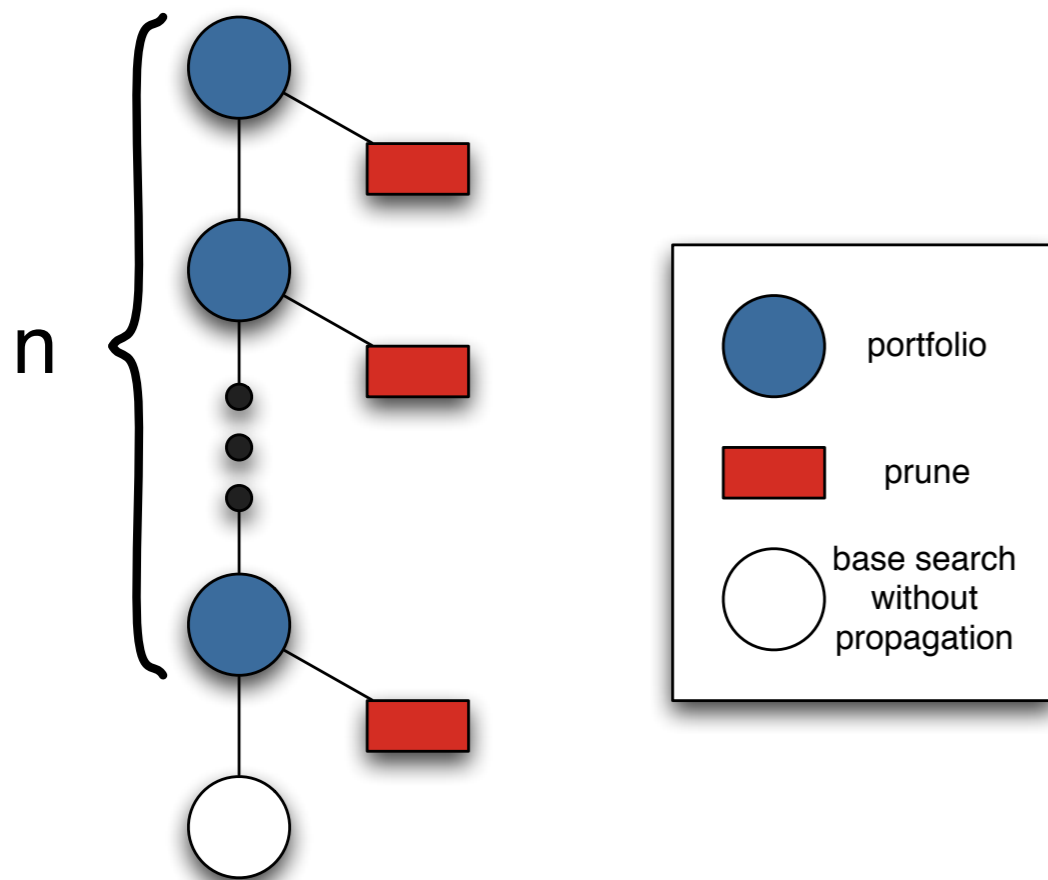 n
portfolio
prune
base search
without
propagation